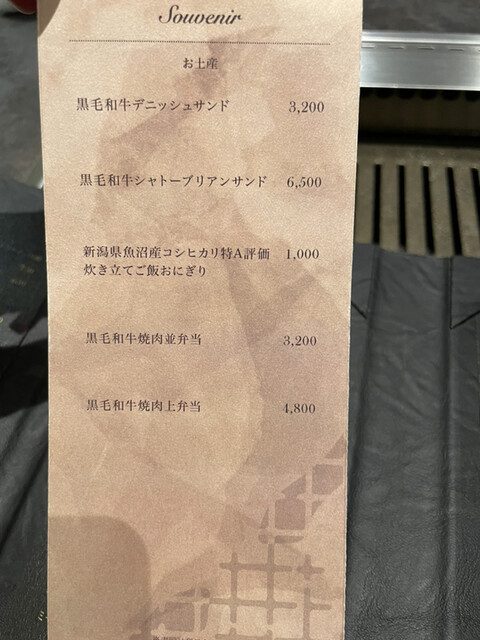 Souvenir
お土産
黒毛和牛デニッシュサンド 3,200
黒毛和牛シャトーブリアンサンド 6,500
新潟県魚沼産コシヒカリ特A評価 1,000
炊き立てご飯おにぎり
黒毛和牛焼肉並弁当 3,200
黒毛和牛焼肉上弁当 4,800